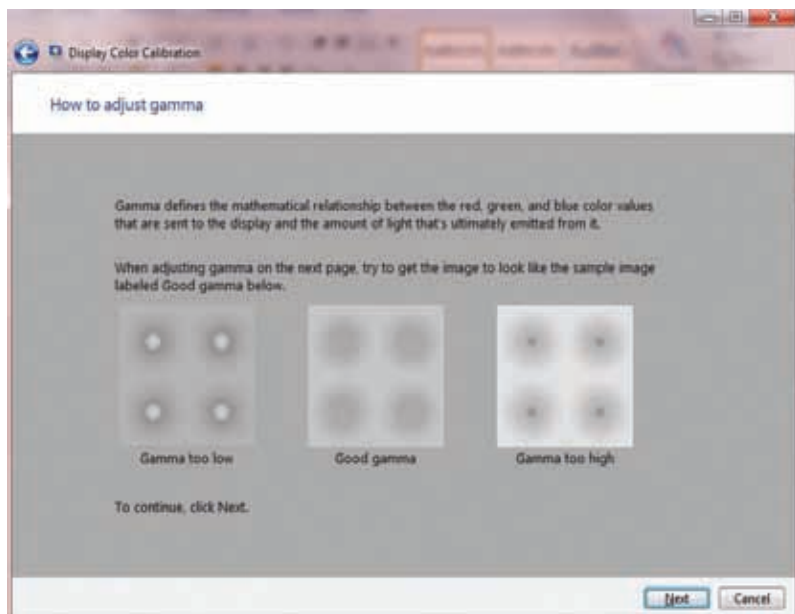 Display Color Calibration
How to adjust gamma
Gamma defines the mathematical relationship between the red, green, and blue color values
that are sent to the display and the amount of light that's ultimately emitted from it.
When adjusting gamma on the next page, try to get the image to look like the sample image
labeled Good gamma below.
Gamma too low
Good gamma
Gamma too high
To continue, click Next.
Next
Cancel